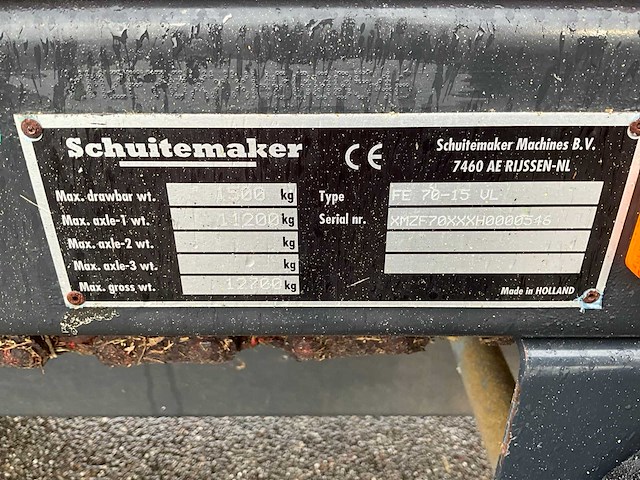 XMZF70XXXH0000546
Schuitemaker
CE
Schuitemaker Machines B.V.
7460 AE RIJSSEN-NL
Max. drawbar wt. 1500 kg
Type FE 70-15 VL
Max. axle-1 wt. 11200 kg
Serial nr. XMZF70XXXH0000546
Max. axle-2 wt. kg
Max. axle-3 wt. kg
Max. gross wt. 12700 kg
Made in HOLLAND